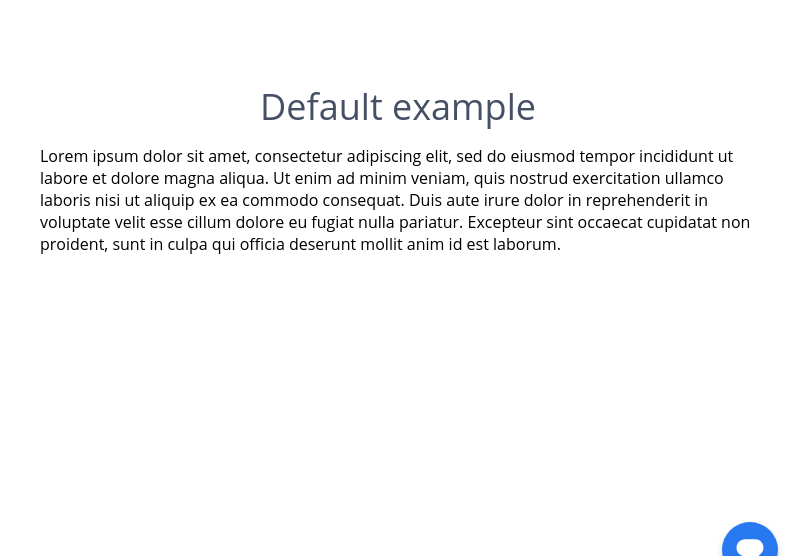 Default example
Lorem ipsum dolor sit amet, consectetur adipiscing elit, sed do eiusmod tempor incididunt ut
labore et dolore magna aliqua. Ut enim ad minim veniam, quis nostrud exercitation ullamco
laboris nisi ut aliquip ex ea commodo consequat. Duis aute irure dolor in reprehenderit in
voluptate velit esse cillum dolore eu fugiat nulla pariatur. Excepteur sint occaecat cupidatat non
proident, sunt in culpa qui officia deserunt mollit anim id est laborum.